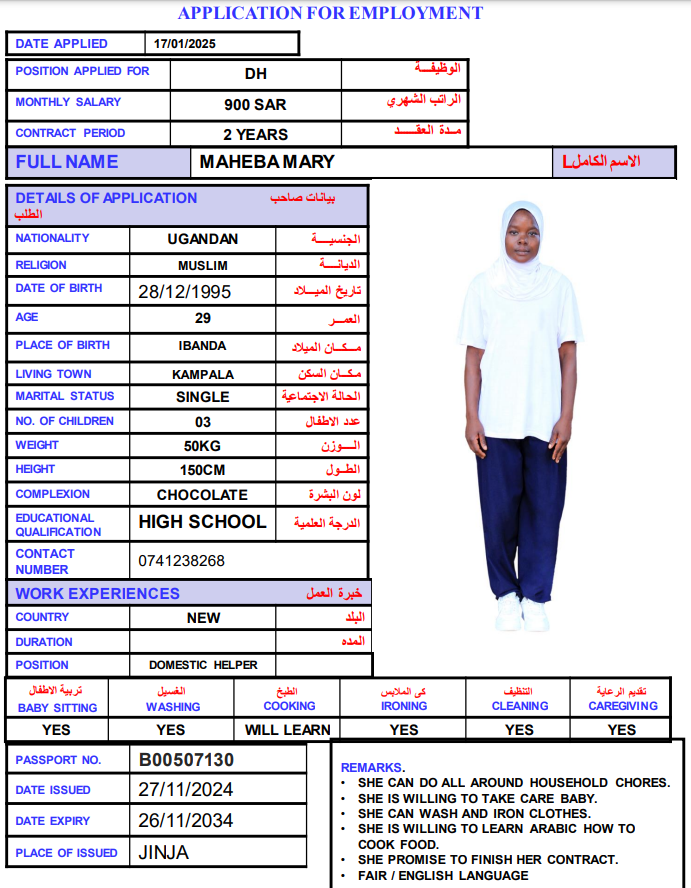 APPLICATION FOR EMPLOYMENT
DATE APPLIED 17/01/2025
POSITION APPLIED FOR DH الوظيفـــة
MONTHLY SALARY 900 SAR الراتب الشهري
CONTRACT PERIOD 2 YEARS مـدة العقـــد
FULL NAME MAHEBA MARY الاسم الكاملL
DETAILS OF APPLICATION بيانات صاحب
الطلب
NATIONALITY UGANDAN الجنسيـــة
RELIGION MUSLIM الديانـــة
DATE OF BIRTH 28/12/1995 تاريخ الميـــلاد
AGE 29 العمــر
PLACE OF BIRTH IBANDA مـكـــان الميلاد
LIVING TOWN KAMPALA مـكـان السكن
MARITAL STATUS SINGLE الحالة الاجتماعية
NO. OF CHILDREN 03 عدد الاطفال
WEIGHT 50KG الـــوزن
HEIGHT 150CM الطـول
COMPLEXION CHOCOLATE لون البشرة
EDUCATIONAL QUALIFICATION HIGH SCHOOL الدرجة العلمية
CONTACT NUMBER 0741238268
WORK EXPERIENCES خبرة العمل
COUNTRY NEW البلد
DURATION المده
POSITION DOMESTIC HELPER
تربية الاطفال الغسيل الطبخ كى الملابس التنظيف تقديم الرعاية
BABY SITTING WASHING COOKING IRONING CLEANING CAREGIVING
YES YES WILL LEARN YES YES YES
PASSPORT NO. B00507130
DATE ISSUED 27/11/2024
DATE EXPIRY 26/11/2034
PLACE OF ISSUED JINJA
REMARKS.
• SHE CAN DO ALL AROUND HOUSEHOLD CHORES.
• SHE IS WILLING TO TAKE CARE BABY.
• SHE CAN WASH AND IRON CLOTHES.
• SHE IS WILLING TO LEARN ARABIC HOW TO
COOK FOOD.
• SHE PROMISE TO FINISH HER CONTRACT.
• FAIR / ENGLISH LANGUAGE